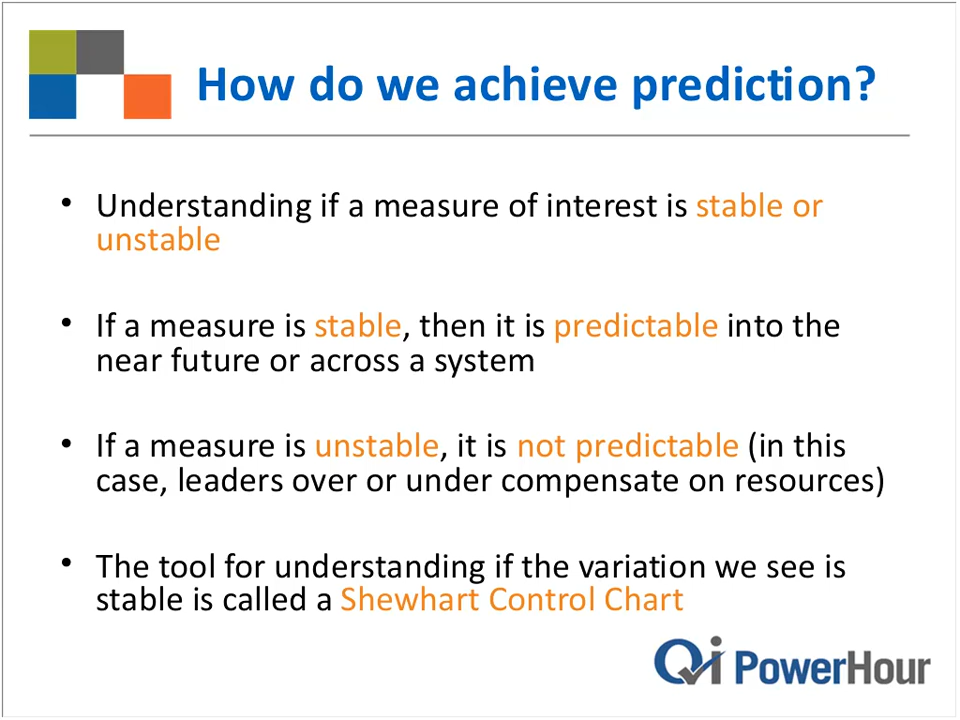 How do we achieve prediction?
• Understanding if a measure of interest is stable or
unstable
• If a measure is stable, then it is predictable into the
near future or across a system
• If a measure is unstable, it is not predictable (in this
case, leaders over or under compensate on resources)
• The tool for understanding if the variation we see is
stable is called a Shewhart Control Chart
Qi PowerHour